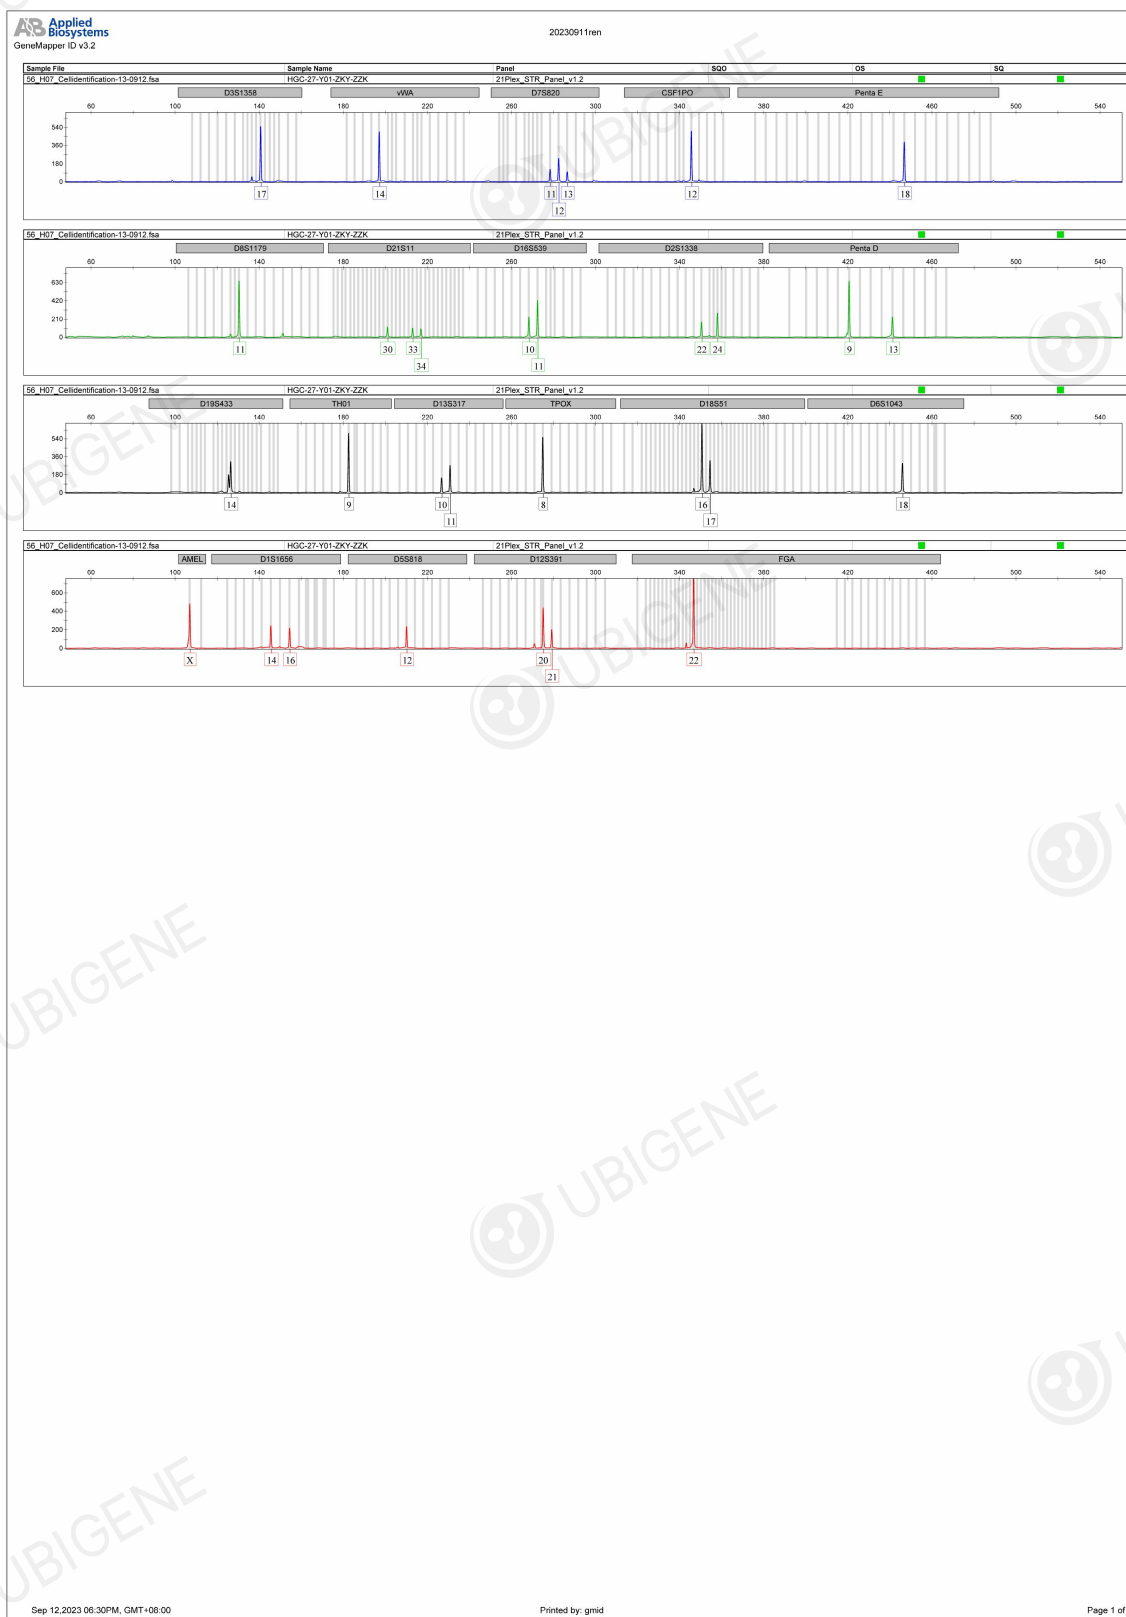 Applied
Biosystems
GeneMapper ID v3.2
20230911ren
Sample File Sample Name Panel SQO OS SQ
56_H07_Cellidentification-13-0912.fsa HGC-27-Y01-ZKY-ZZK 21Plex_STR_Panel_v1.2
D3S1358 vWA D7S820 CSF1PO Penta E
60 100 140 180 220 260 300 340 380 420 460 500 540
540
360
180
0
17 14 11 13 12 18
12
56_H07_Cellidentification-13-0912.fsa HGC-27-Y01-ZKY-ZZK 21Plex_STR_Panel_v1.2
D8S1179 D21S11 D16S539 D2S1338 Penta D
60 100 140 180 220 260 300 340 380 420 460 500 540
630
420
210
0
11 30 33 10 22 24 9 13
34 11
56_H07_Cellidentification-13-0912.fsa HGC-27-Y01-ZKY-ZZK 21Plex_STR_Panel_v1.2
D19S433 TH01 D13S317 TPOX D18S51 D6S1043
60 100 140 180 220 260 300 340 380 420 460 500 540
540
360
180
0
14 9 10 8 16 18
11 17
56_H07_Cellidentification-13-0912.fsa HGC-27-Y01-ZKY-ZZK 21Plex_STR_Panel_v1.2
AMEL D1S1656 D5S818 D12S391 FGA
60 100 140 180 220 260 300 340 380 420 460 500 540
600
400
200
0
X 14 16 12 20 22
21
UBIGENE
UBIGENE
UBIGENE
UBIGENE
UBIGENE
UBIGENE
Sep 12,2023 06:30PM, GMT+08:00 Printed by: gmid Page 1 of